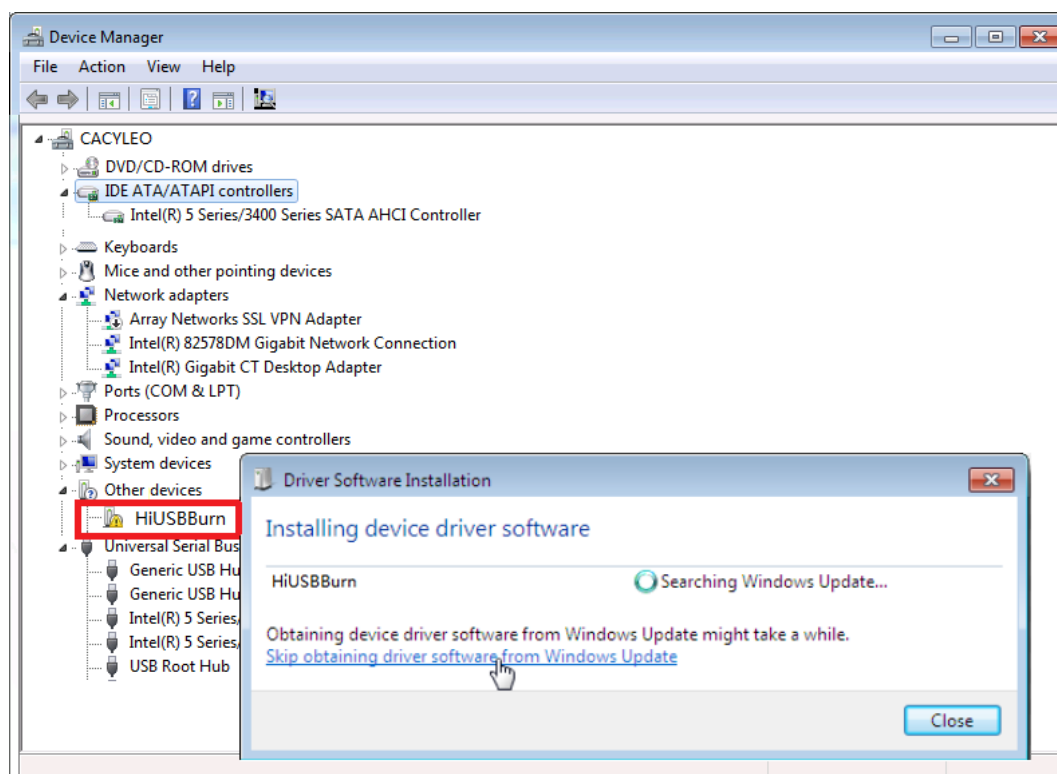 Device Manager
File Action View Help
CACYLEO
DVD/CD-ROM drives
IDE ATA/ATAPI controllers
Intel(R) 5 Series/3400 Series SATA AHCI Controller
Keyboards
Mice and other pointing devices
Network adapters
Array Networks SSL VPN Adapter
Intel(R) 82578DM Gigabit Network Connection
Intel(R) Gigabit CT Desktop Adapter
Ports (COM & LPT)
Processors
Sound, video and game controllers
System devices
Other devices
HiUSBBurn
Universal Serial Bus
Generic USB Hu
Generic USB Hu
Intel(R) 5 Series/
Intel(R) 5 Series/
USB Root Hub
Driver Software Installation
Installing device driver software
HiUSBBurn Searching Windows Update...
Obtaining device driver software from Windows Update might take a while.
Skip obtaining driver software from Windows Update
Close